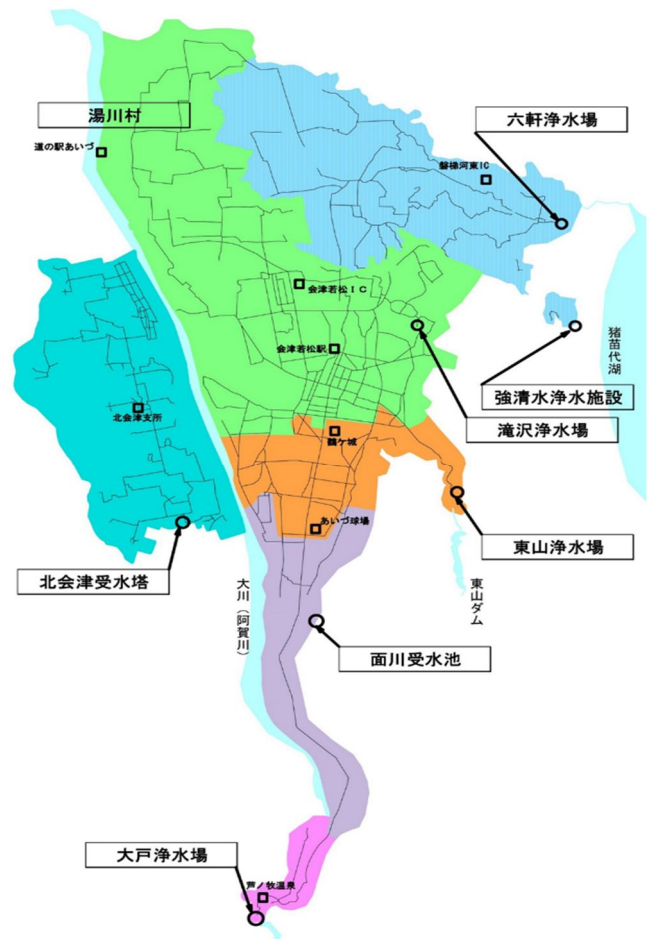 湯川村
道の駅あいづ
六軒浄水場
磐梯河東IC
会津若松IC
猪苗代湖
会津若松駅
強清水浄水施設
北会津支所
滝沢浄水場
鶴ケ城
あいづ球場
東山浄水場
北会津受水塔
大川(阿賀川)
東山ダム
面川受水池
大戸浄水場
芦ノ牧温泉